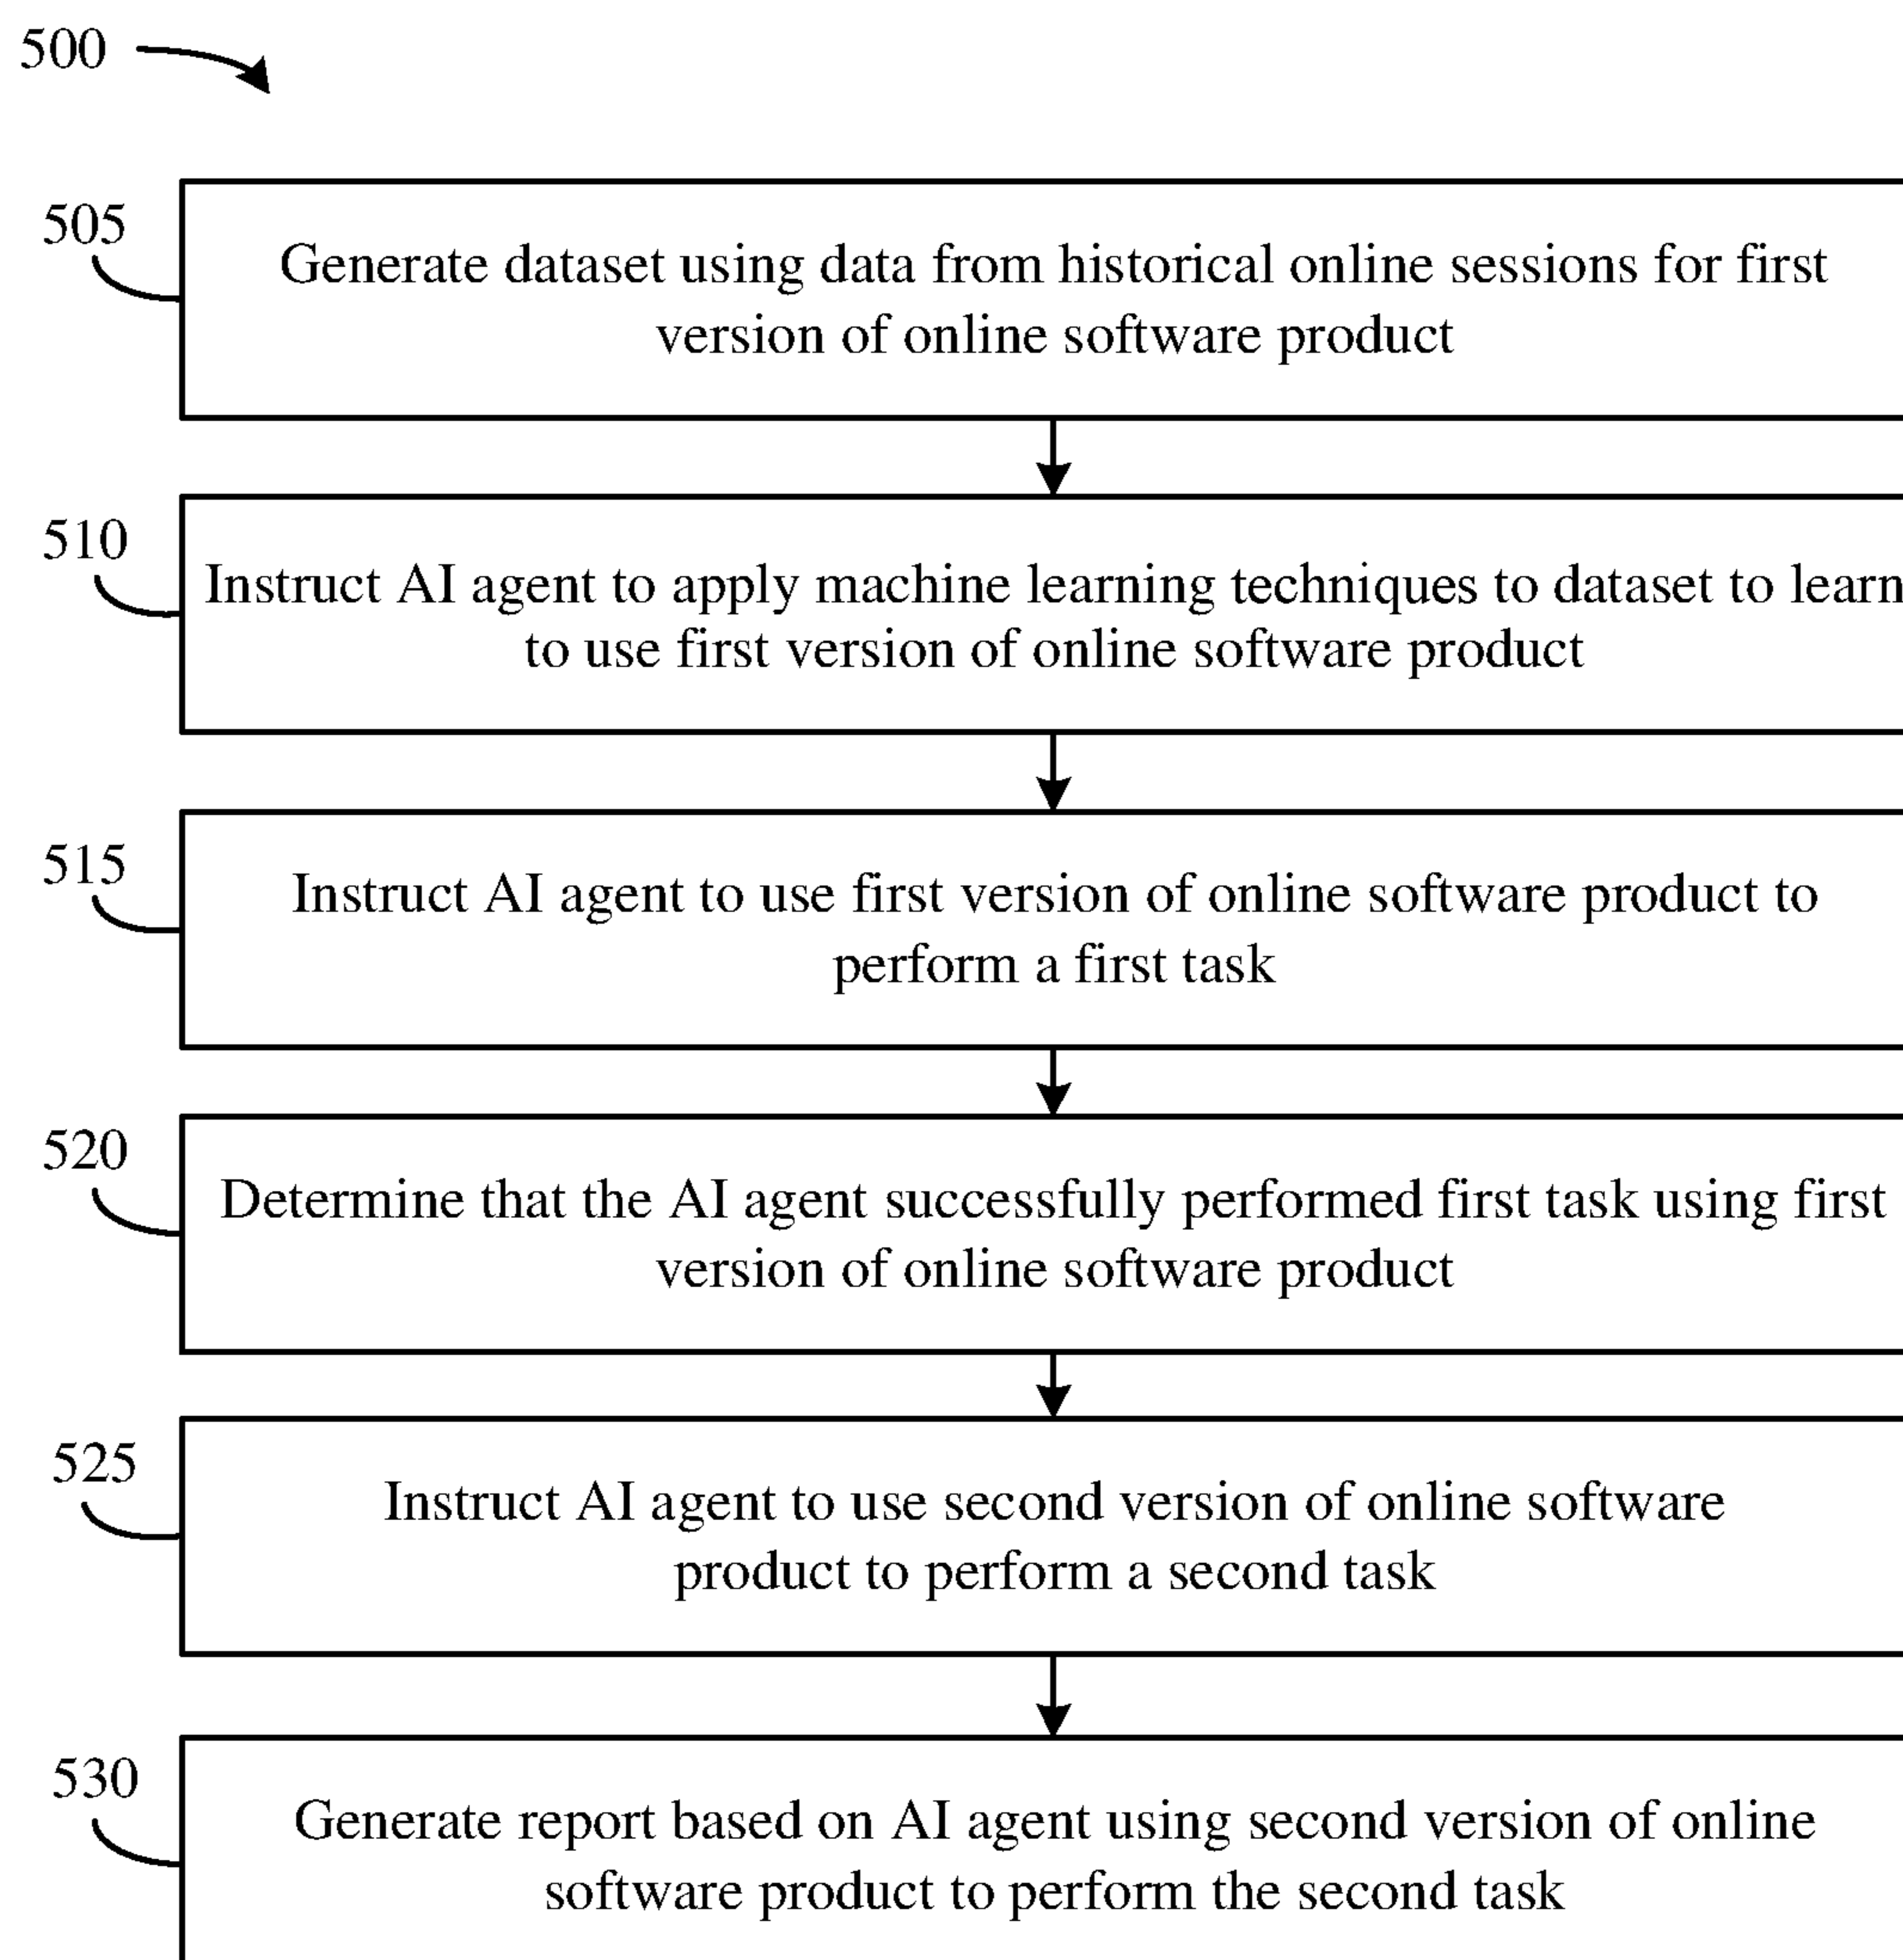 500
505
Generate dataset using data from historical online sessions for first
version of online software product
510
Instruct AI agent to apply machine learning techniques to dataset to learn
to use first version of online software product
515
Instruct AI agent to use first version of online software product to
perform a first task
520
Determine that the AI agent successfully performed first task using first
version of online software product
525
Instruct AI agent to use second version of online software
product to perform a second task
530
Generate report based on AI agent using second version of online
software product to perform the second task